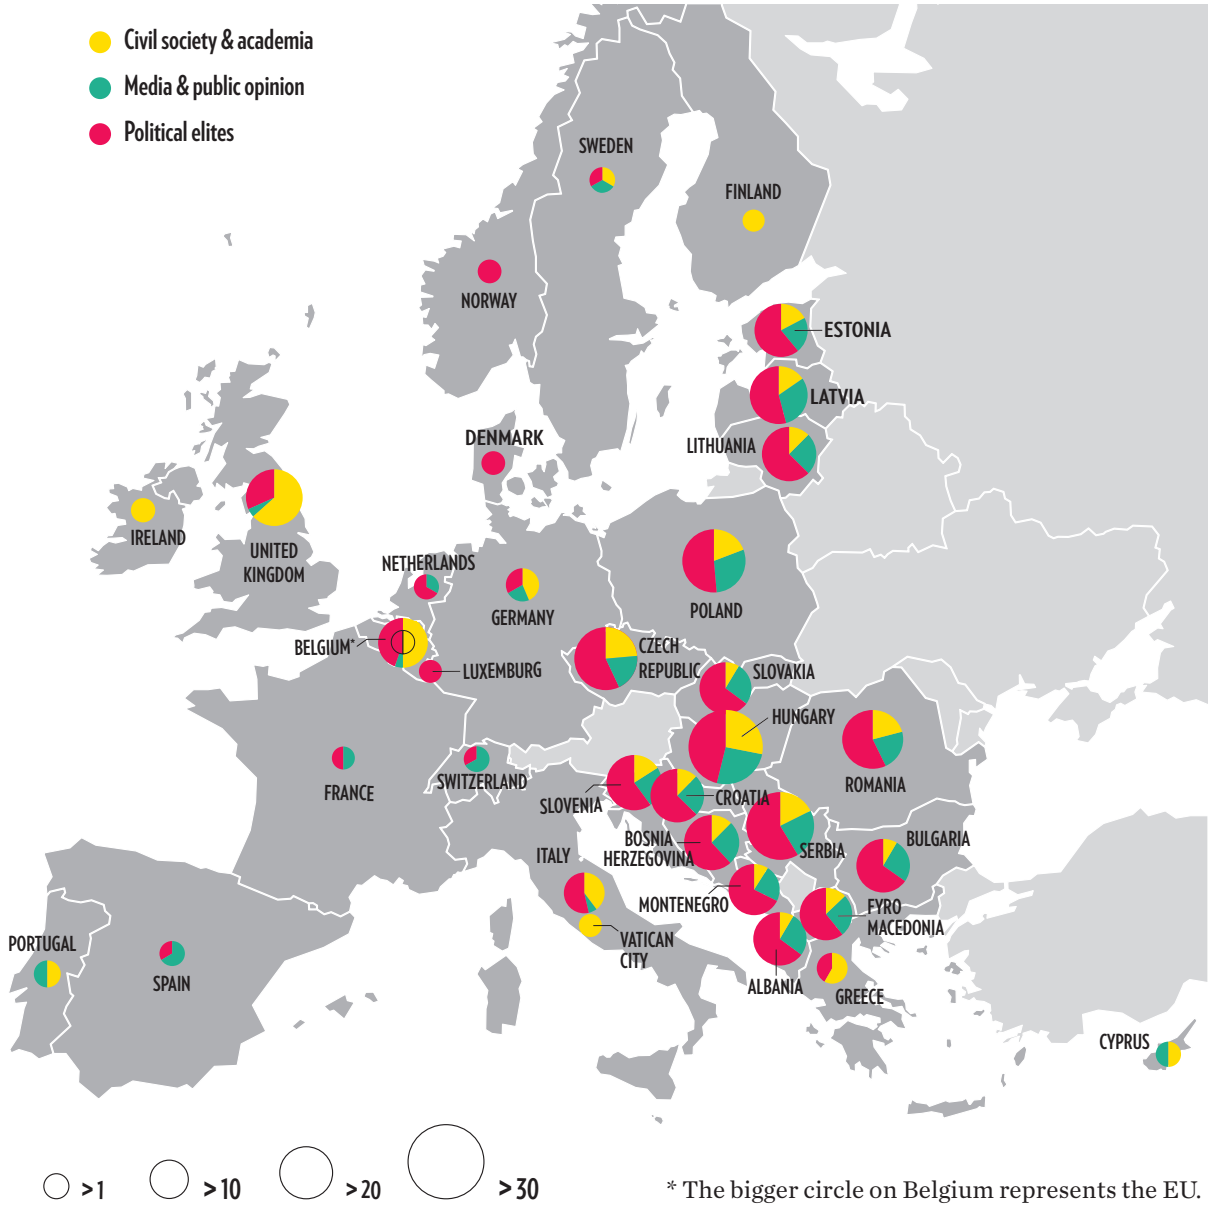 Civil society & academia
Media & public opinion
Political elites
SWEDEN
FINLAND
NORWAY
ESTONIA
LATVIA
DENMARK
LITHUANIA
IRELAND
UNITED
KINGDOM
NETHERLANDS
GERMANY
POLAND
BELGIUM*
LUXEMBURG
CZECH
REPUBLIC
SLOVAKIA
HUNGARY
FRANCE
SWITZERLAND
SLOVENIA
CROATIA
ROMANIA
BOSNIA
HERZEGOVINA
SERBIA
BULGARIA
ITALY
MONTENEGRO
FYRO
MACEDONIA
VATICAN
CITY
PORTUGAL
SPAIN
ALBANIA
GREECE
CYPRUS
>1
>10
>20
>30
* The bigger circle on Belgium represents the EU.